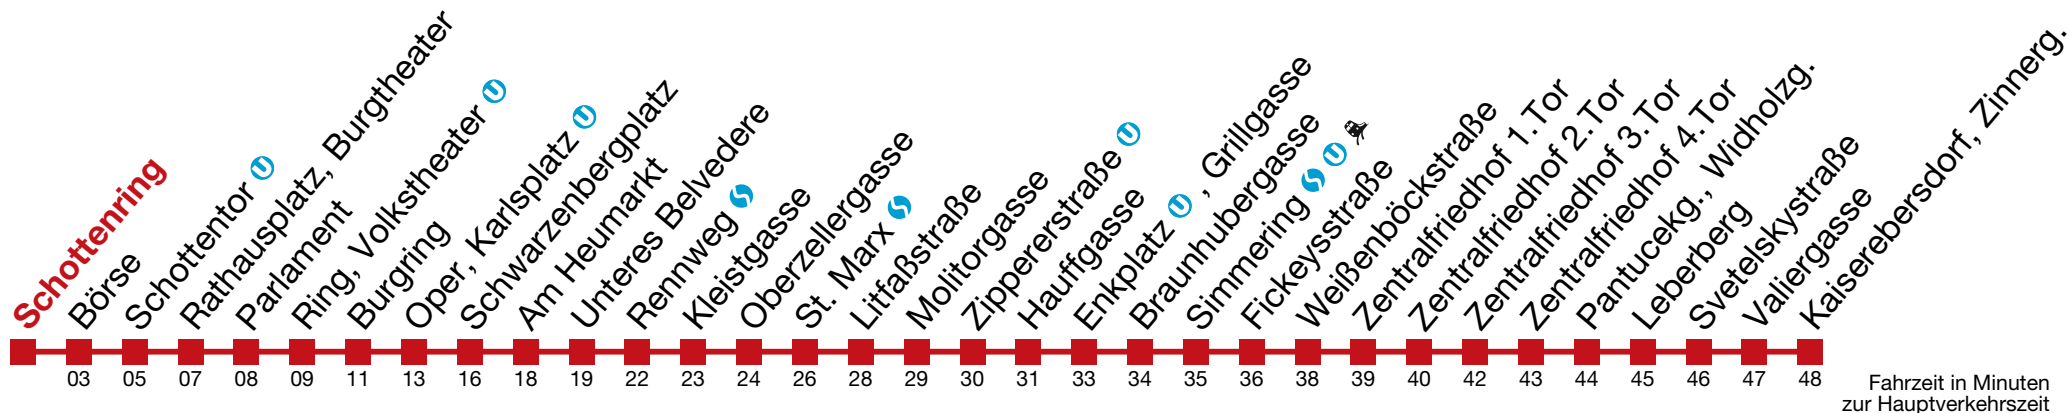 Schottenring
Börse
Schottentor U
Rathausplatz, Burgtheater
Parlament
Ring, Volkstheater U
Burgring
Oper, Karlsplatz U
Schwarzenbergplatz
Am Heumarkt
Unteres Belvedere
Rennweg S
Kleistgasse
Oberzellergasse
St. Marx S
Litfaßstraße
Molitorgasse
Zippererstraße U
Hauffgasse
Enkplatz U , Grillgasse
Braunhubergasse
Simmering S U
Fickeysstraße
Weißenböckstraße
Zentralfriedhof 1.Tor
Zentralfriedhof 2.Tor
Zentralfriedhof 3.Tor
Zentralfriedhof 4.Tor
Pantucekg., Widholzg.
Leberberg
Svetelskystraße
Valiergasse
Kaiserebersdorf, Zinnerg.
03 05 07 08 09 11 13 16 18 19 22 23 24 26 28 29 30 31 33 34 35 36 38 39 40 42 43 44 45 46 47 48
Fahrzeit in Minuten
zur Hauptverkehrszeit